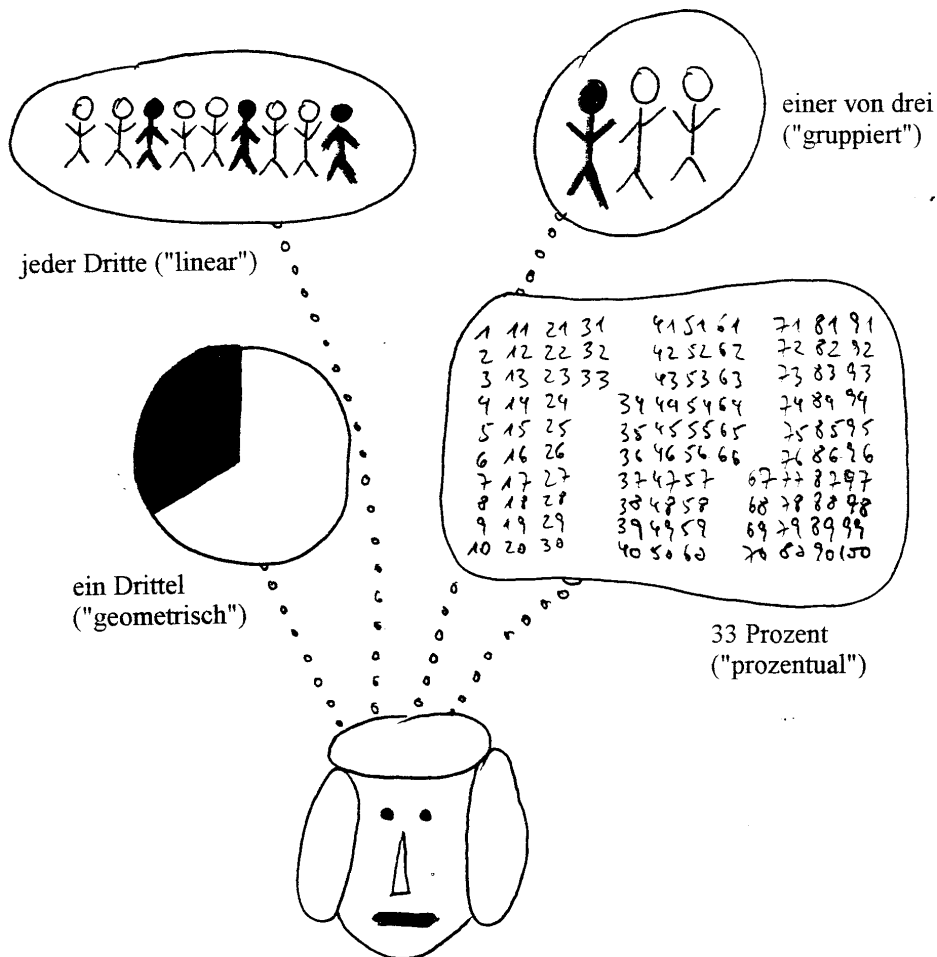 einer von drei
("gruppiert")
jeder Dritte ("linear")
1 11 21 31 41 51 61 71 81 91
2 12 22 32 42 52 62 72 82 92
3 13 23 33 43 53 63 73 83 93
4 14 24 34 44 54 64 74 84 94
5 15 25 35 45 55 65 75 85 95
6 16 26 36 46 56 66 76 86 96
7 17 27 37 47 57 67 77 87 97
8 18 28 38 48 58 68 78 88 98
9 19 29 39 49 59 69 79 89 99
10 20 30 40 50 60 70 80 90 100
ein Drittel
("geometrisch")
33 Prozent
("prozentual")